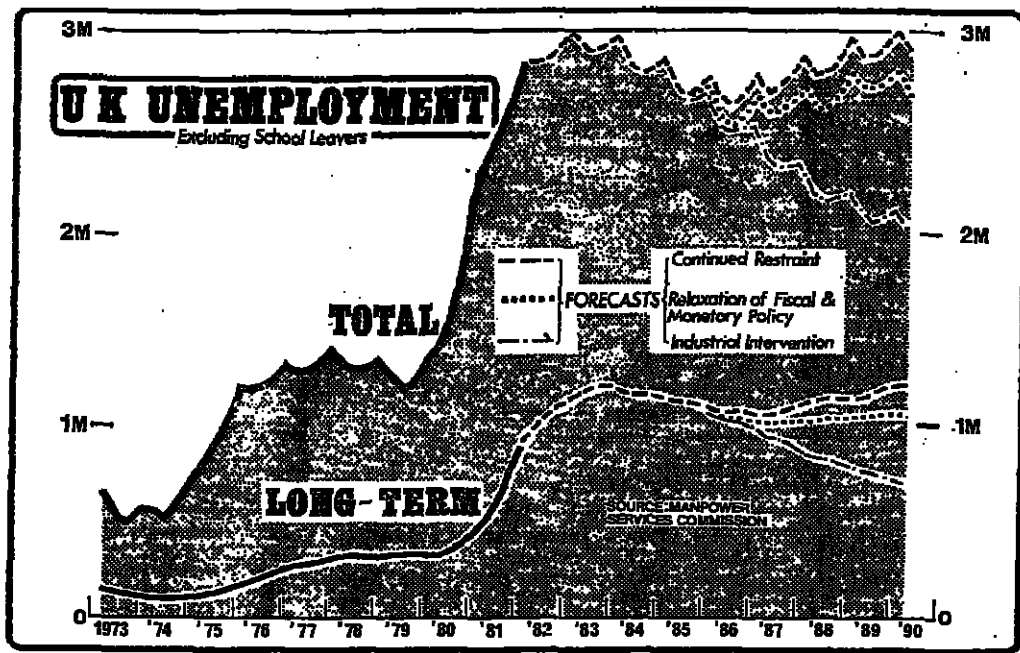 3M
3M
U K UNEMPLOYMENT
Excluding School Leavers
2M
2M
Continued Restraint
FORECASTS
Relaxation of Fiscal &
Monetary Policy
Industrial Intervention
TOTAL
1M
1M
LONG-TERM
SOURCE: MANPOWER
SERVICES COMMISSION
0
0
1973 '74 '75 '76 '77 '78 '79 '80 '81 '82 '83 '84 '85 '86 '87 '88 '89 '90